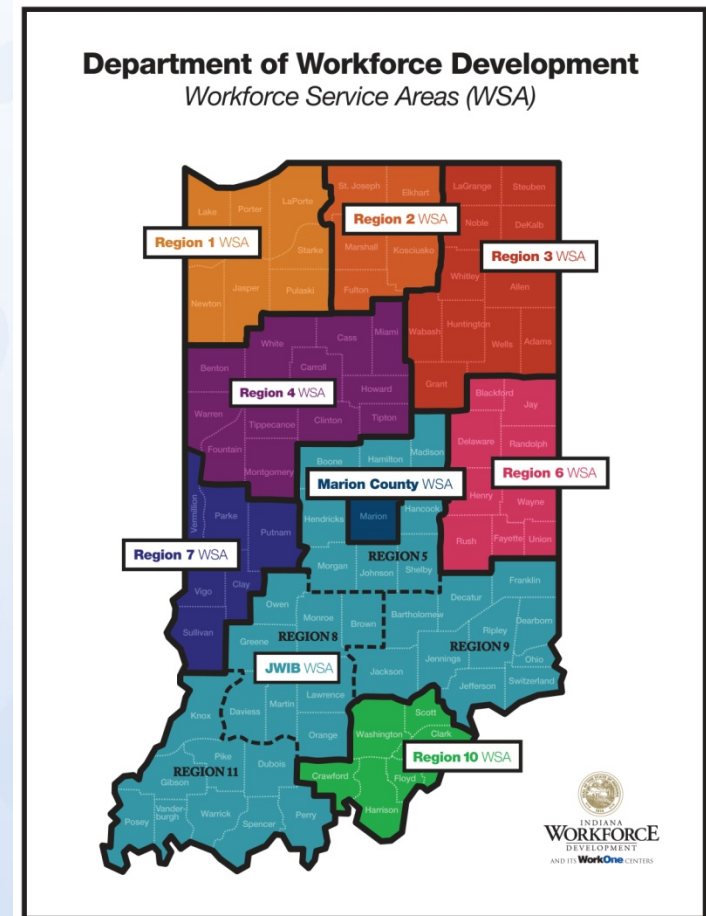 Department of Workforce Development
Workforce Service Areas (WSA)
St. Joseph
Elkhart
LaGrange
Steuben
LaPorte
Lake
Porter
Region 2 WSA
Noble
DeKalb
Region 1 WSA
Starke
Marshall
Kosciusko
Region 3 WSA
Whitley
Allen
Newton
Jasper
Pulaski
Fulton
Miami
Cass
White
Wabash
Huntington
Wells
Adams
Benton
Carroll
Grant
Howard
Blackford
Jay
Region 4 WSA
Warren
Tippecanoe
Clinton
Tipton
Fountain
Delaware
Randolph
Madison
Montgomery
Boone
Hamilton
Region 6 WSA
Marion County WSA
Henry
Wayne
Vermillion
Parke
Putnam
Hendricks
Marion
Hancock
Rush
Fayette
Union
Region 7 WSA
REGION 5
Morgan
Johnson
Shelby
Vigo
Clay
Franklin
Owen
Decatur
Monroe
Brown
Bartholomew
Dearborn
Sullivan
Greene
REGION 8
Ripley
Jennings
REGION 9
Ohio
JWIB WSA
Jackson
Jefferson
Switzerland
Lawrence
Knox
Daviess
Martin
Scott
Orange
Washington
Clark
Pike
Dubois
Region 10 WSA
REGION 11
Gibson
Crawford
Floyd
Harrison
Posey
Vander-
burgh
Warrick
Spencer
Perry
INDIANA
WORKFORCE
DEVELOPMENT
AND ITS WorkOne CENTERS